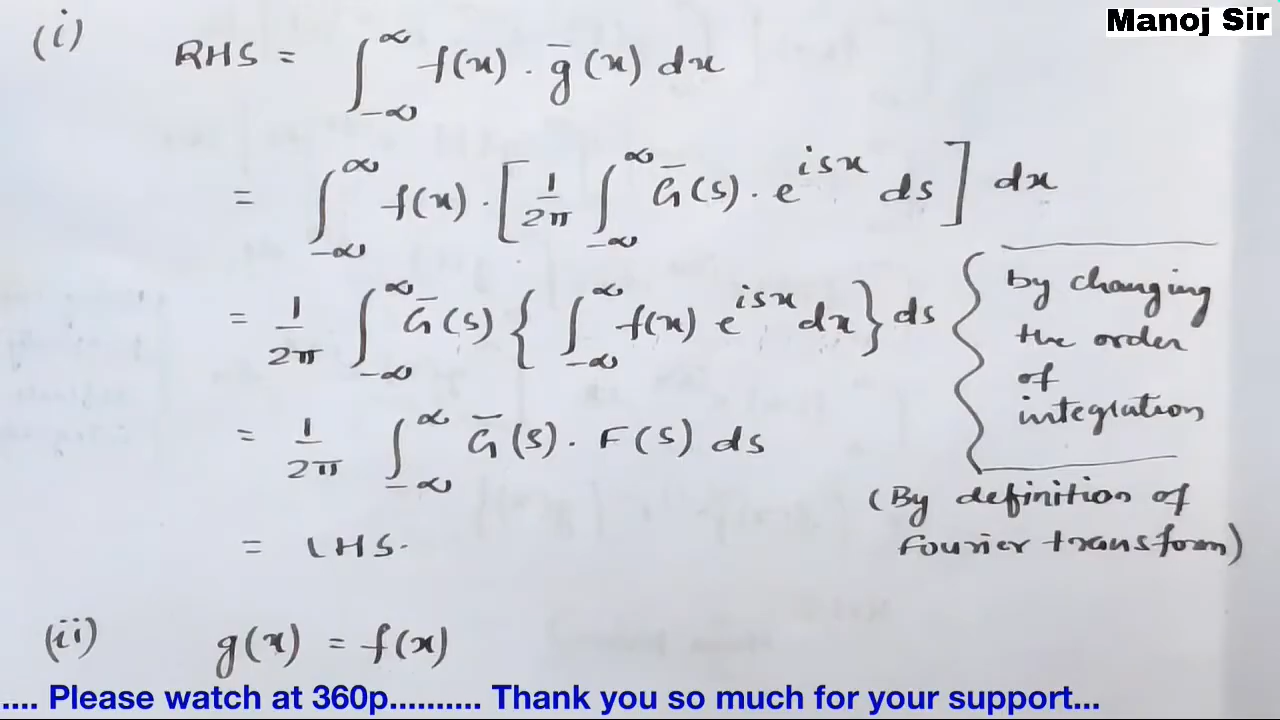 Manoj Sir
(i) RHS = ∫_{-∞}^{∞} f(x) · ḡ(x) dx
= ∫_{-∞}^{∞} f(x) · [ 1/2π ∫_{-∞}^{∞} Ḡ(s) · e^{isx} ds ] dx
= 1/2π ∫_{-∞}^{∞} Ḡ(s) { ∫_{-∞}^{∞} f(x) e^{isx} dx } ds
by changing
the order
of
integration
= 1/2π ∫_{-∞}^{∞} Ḡ(s) · F(s) ds
(By definition of
Fourier transform)
= LHS.
(ii) g(x) = f(x)
.... Please watch at 360p.......... Thank you so much for your support...